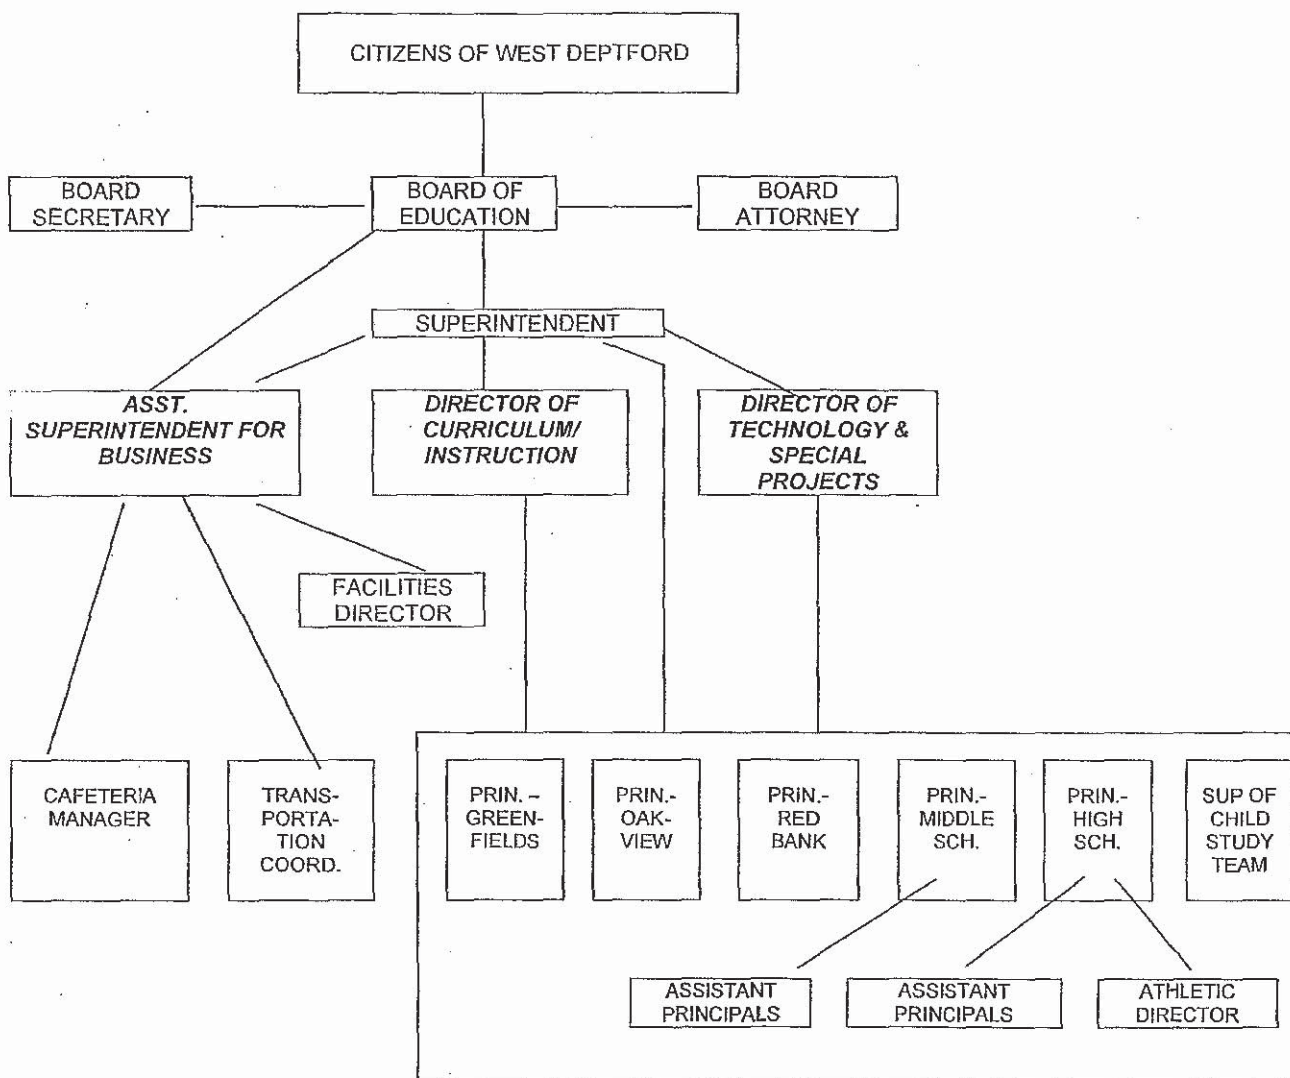 CITIZENS OF WEST DEPTFORD
BOARD
SECRETARY
BOARD OF
EDUCATION
BOARD
ATTORNEY
SUPERINTENDENT
ASST.
SUPERINTENDENT FOR
BUSINESS
DIRECTOR OF
CURRICULUM/
INSTRUCTION
DIRECTOR OF
TECHNOLOGY &
SPECIAL
PROJECTS
FACILITIES
DIRECTOR
CAFETERIA
MANAGER
TRANS-
PORTA-
TION
COORD.
PRIN. –
GREEN-
FIELDS
PRIN.-
OAK-
VIEW
PRIN.-
RED
BANK
PRIN.-
MIDDLE
SCH.
PRIN.-
HIGH
SCH.
SUP OF
CHILD
STUDY
TEAM
ASSISTANT
PRINCIPALS
ASSISTANT
PRINCIPALS
ATHLETIC
DIRECTOR